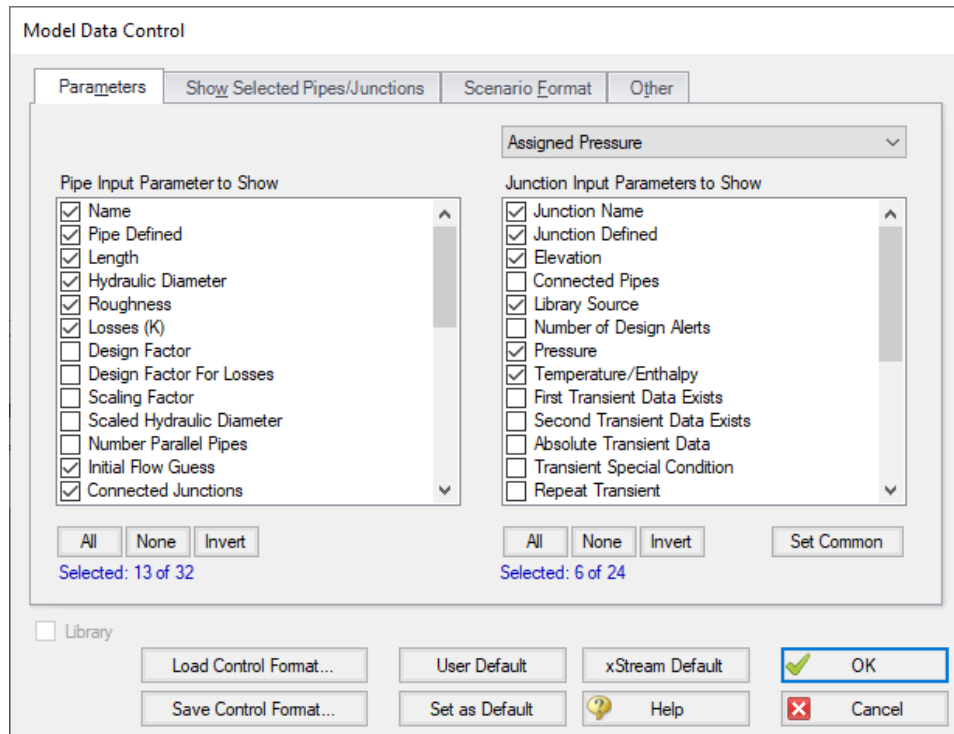 Model Data Control
Parameters
Show Selected Pipes/Junctions
Scenario Format
Other
Assigned Pressure
Pipe Input Parameter to Show
Name
Pipe Defined
Length
Hydraulic Diameter
Roughness
Losses (K)
Design Factor
Design Factor For Losses
Scaling Factor
Scaled Hydraulic Diameter
Number Parallel Pipes
Initial Flow Guess
Connected Junctions
All
None
Invert
Selected: 13 of 32
Junction Input Parameters to Show
Junction Name
Junction Defined
Elevation
Connected Pipes
Library Source
Number of Design Alerts
Pressure
Temperature/Enthalpy
First Transient Data Exists
Second Transient Data Exists
Absolute Transient Data
Transient Special Condition
Repeat Transient
All
None
Invert
Set Common
Selected: 6 of 24
Library
Load Control Format...
User Default
xStream Default
OK
Save Control Format...
Set as Default
Help
Cancel